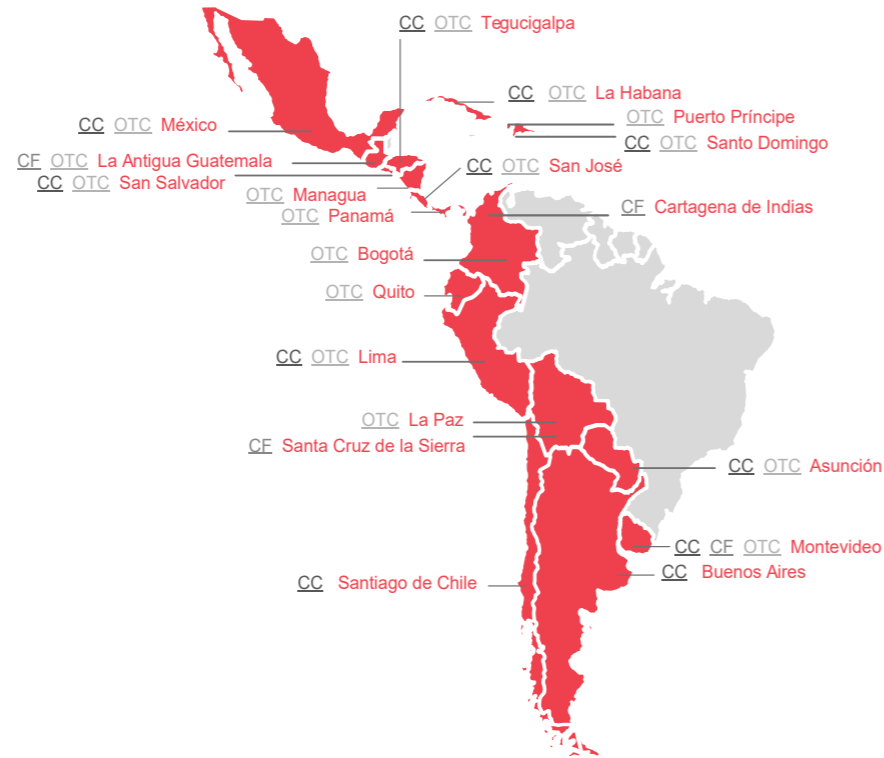 CC OTC Tegucigalpa
CC OTC La Habana
OTC Puerto Príncipe
CC OTC México
CC OTC Santo Domingo
CF OTC La Antigua Guatemala
CC OTC San José
CC OTC San Salvador
OTC Managua
CF Cartagena de Indias
OTC Panamá
OTC Bogotá
OTC Quito
CC OTC Lima
OTC La Paz
CF Santa Cruz de la Sierra
CC OTC Asunción
CC CF OTC Montevideo
CC Buenos Aires
CC Santiago de Chile